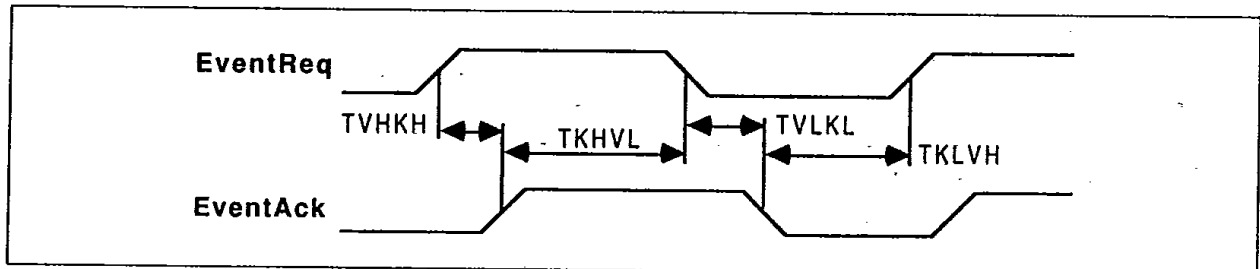 EventReq
TVHKH
TKHVL
TVLKL
TKLVH
EventAck